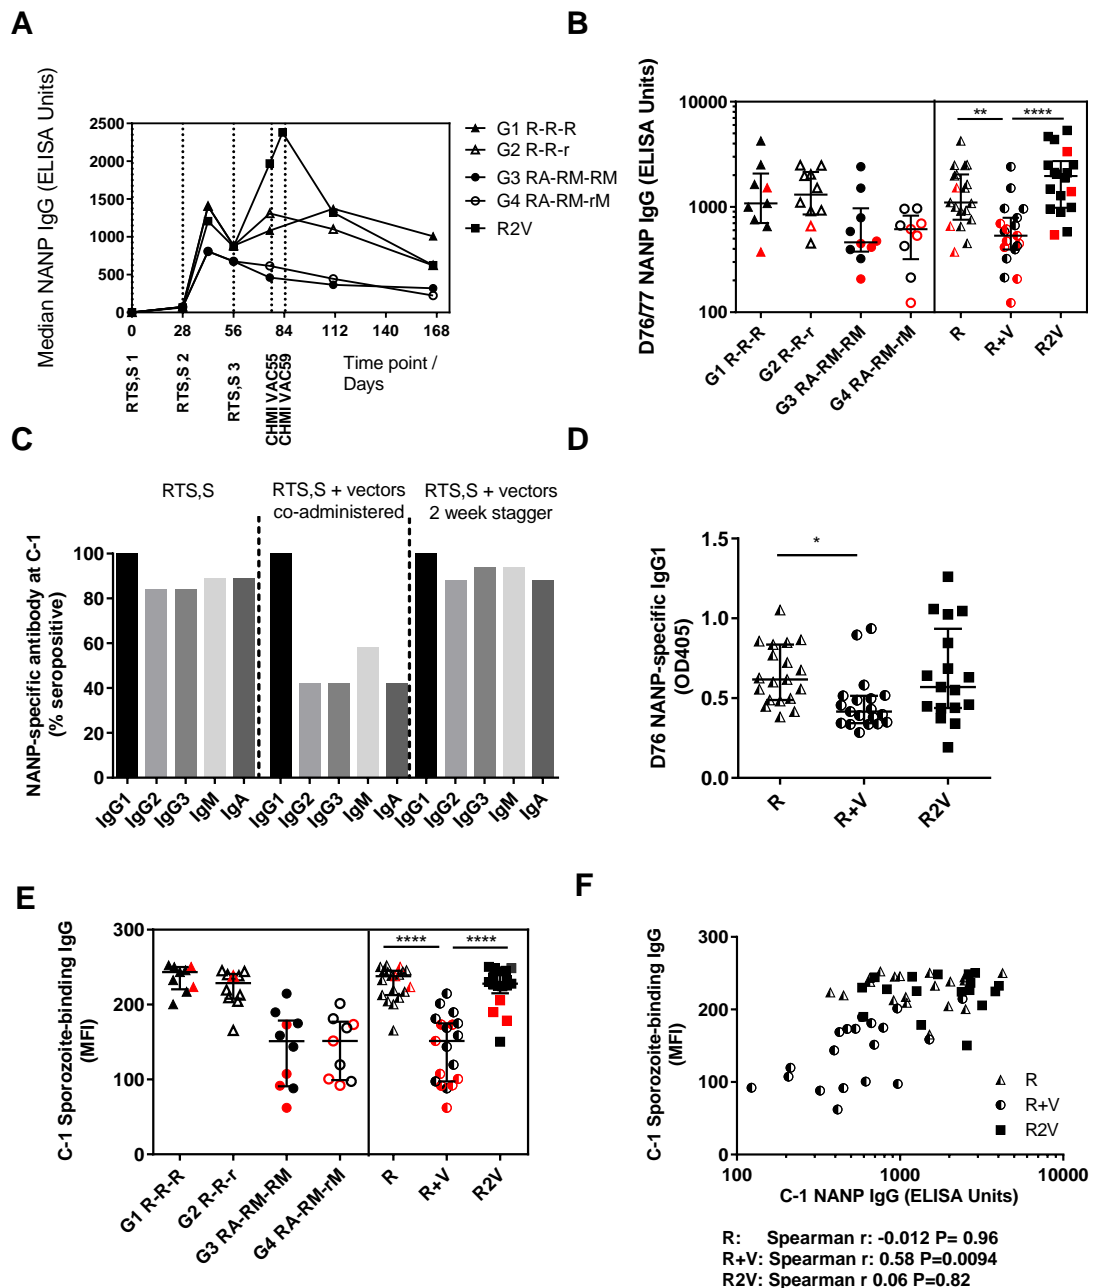 A
Median NANP IgG (ELISA Units)
2500
2000
1500
1000
500
0
0 28 56 84 112 140 168
RTS,S 1
RTS,S 2
RTS,S 3
CHMI VAC55
CHMI VAC59
Time point /
Days
G1 R-R-R
G2 R-R-r
G3 RA-RM-RM
G4 RA-RM-rM
R2V
B
D76/77 NANP IgG (ELISA Units)
10000
1000
100
** ****
G1 R-R-R
G2 R-R-r
G3 RA-RM-RM
G4 RA-RM-rM
R
R+V
R2V
C
NANP-specific antibody at C-1
(% seropositive)
RTS,S
RTS,S + vectors
co-administered
RTS,S + vectors
2 week stagger
100
80
60
40
20
0
IgG1 IgG2 IgG3 IgM IgA IgG1 IgG2 IgG3 IgM IgA IgG1 IgG2 IgG3 IgM IgA
D
D76 NANP-specific IgG1
(OD405)
1.5
1.0
0.5
0.0
*
R
R+V
R2V
E
C-1 Sporozoite-binding IgG
(MFI)
300
200
100
0
**** ****
G1 R-R-R
G2 R-R-r
G3 RA-RM-RM
G4 RA-RM-rM
R
R+V
R2V
F
C-1 Sporozoite-binding IgG
(MFI)
300
200
100
0
100 1000 10000
C-1 NANP IgG (ELISA Units)
R
R+V
R2V
R: Spearman r: -0.012 P= 0.96
R+V: Spearman r: 0.58 P=0.0094
R2V: Spearman r 0.06 P=0.82